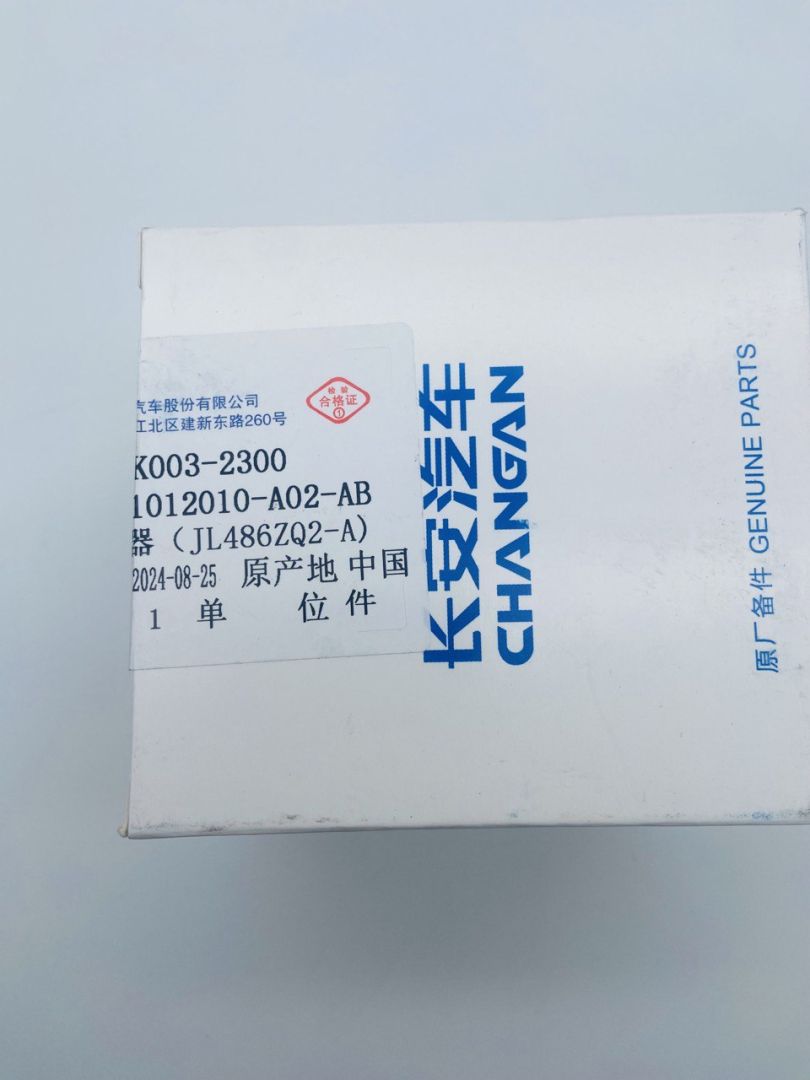 汽车股份有限公司
江北区建新东路260号
检验
合格证
①
K003-2300
1012010-A02-AB
器（JL486ZQ2-A)
2024-08-25 原产地 中国
1 单 位 件
长安汽车
CHANGAN
原厂备件 GENUINE PARTS